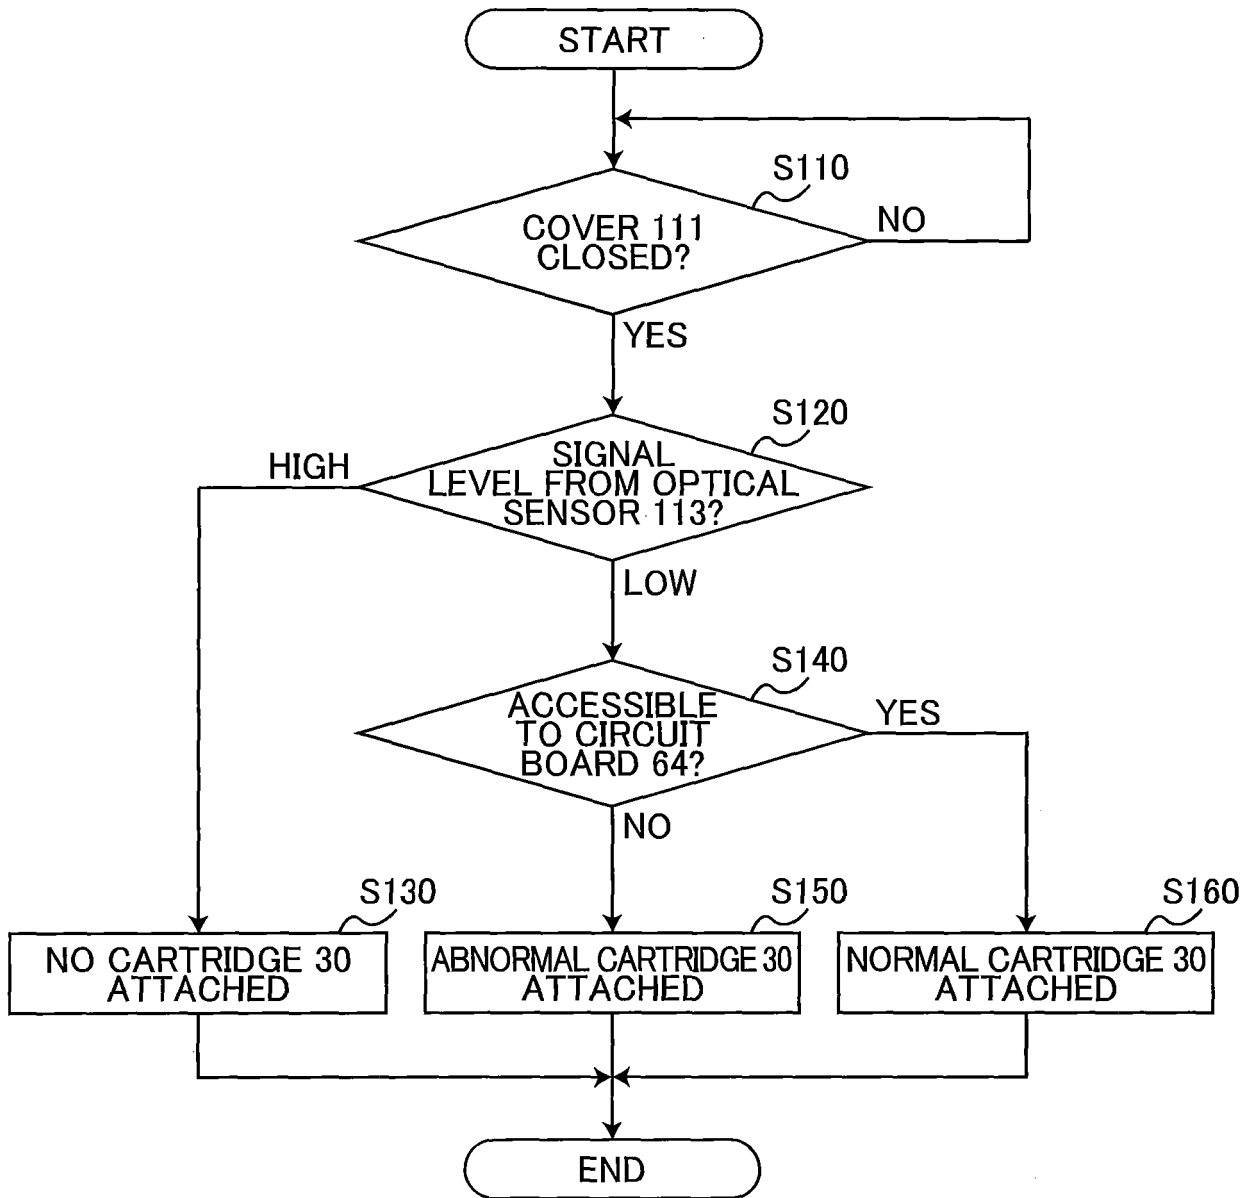 START
S110
COVER 111
CLOSED?
NO
YES
S120
HIGH
SIGNAL
LEVEL FROM OPTICAL
SENSOR 113?
LOW
S140
ACCESSIBLE
TO CIRCUIT
BOARD 64?
YES
NO
S130
NO CARTRIDGE 30
ATTACHED
S150
ABNORMAL CARTRIDGE 30
ATTACHED
S160
NORMAL CARTRIDGE 30
ATTACHED
END